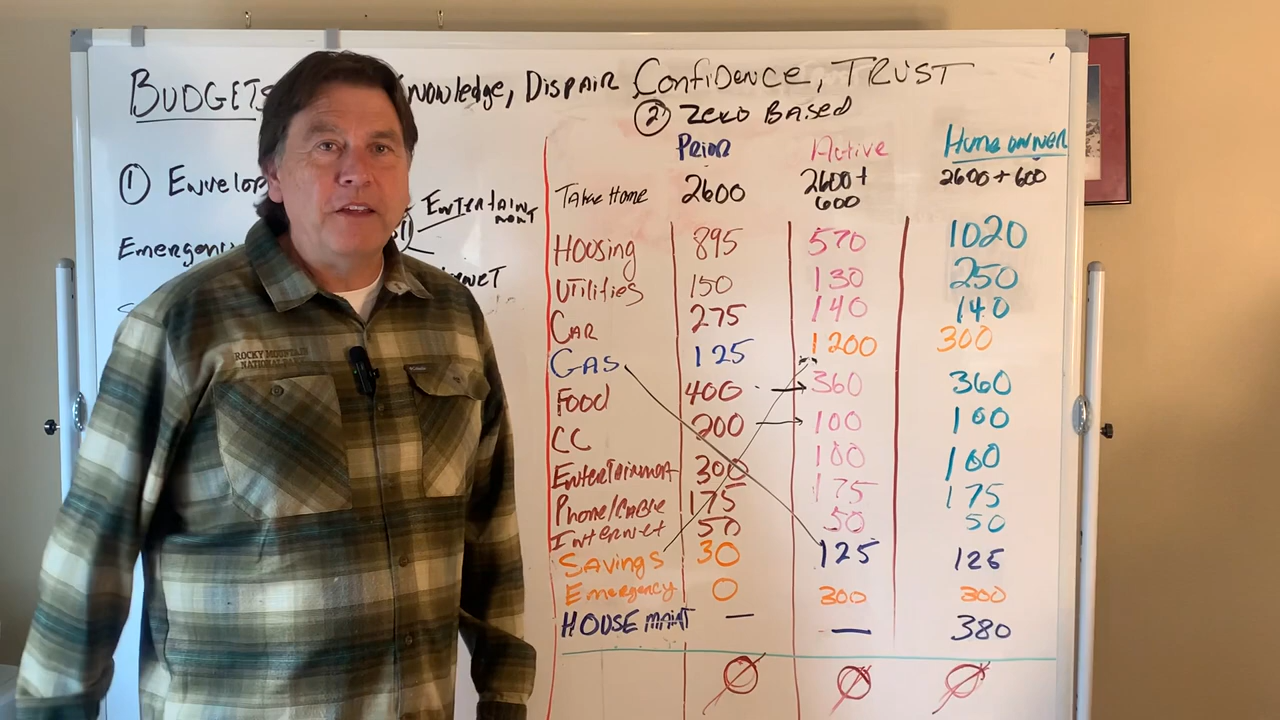 BUDGETS nowledge, Dispair Confidence, TRUST
② Zero Based
① Envelop
Emergency
Entertainment
Prior Active Home owner
Take Home 2600 2600+600 2600+600
Housing 895 570 1020
Utilities 150 130 250
Car 275 140 140
Gas 125 1200 300
Food 400 360 360
CC 200 100 100
Entertainment 300 100 100
Phone/Cable 175 175 175
Internet 50 50 50
Savings 30 125 125
Emergency 0 300 300
House maint — — 380
Ø Ø Ø
ROCKY MOUNTAIN
NATIONAL PARK